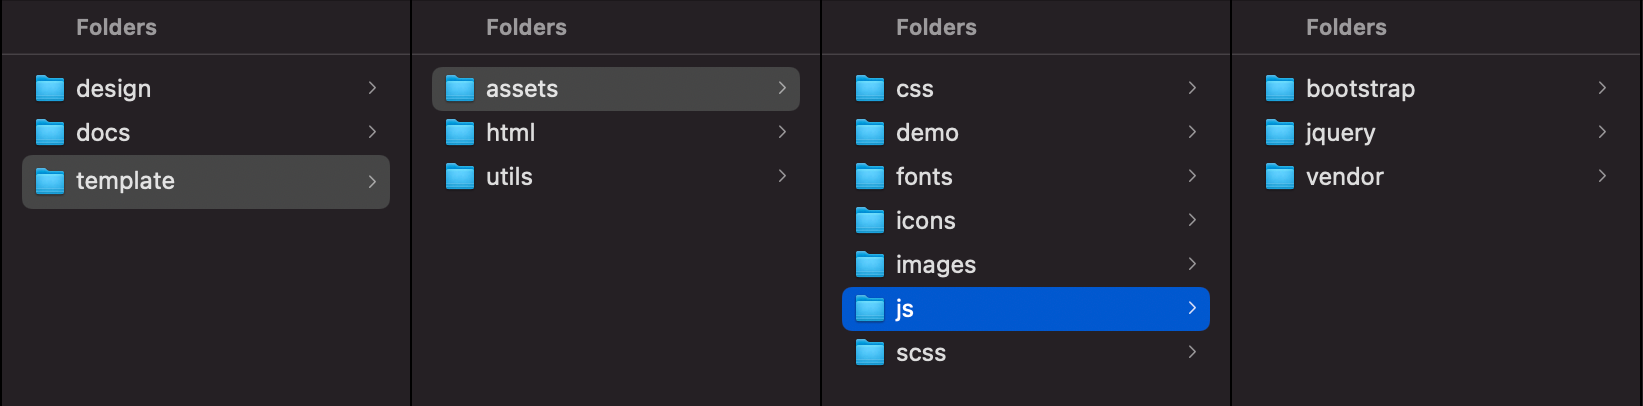 Folders
design
docs
template
Folders
assets
html
utils
Folders
css
demo
fonts
icons
images
js
scss
Folders
bootstrap
jquery
vendor